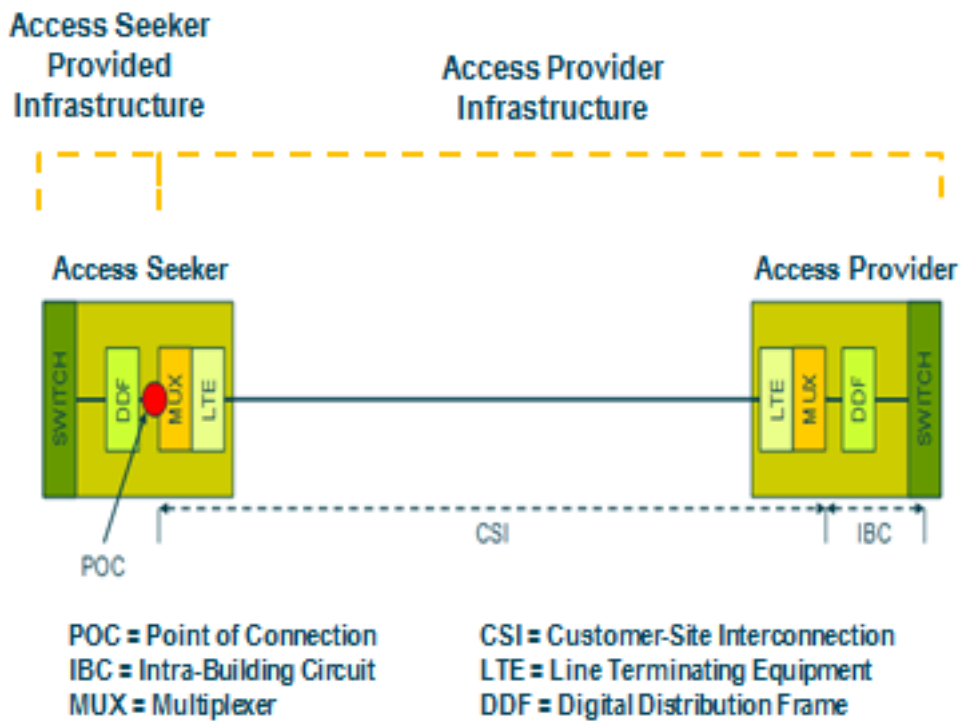 Access Seeker
Provided
Infrastructure
Access Provider
Infrastructure
Access Seeker
Access Provider
SWITCH
DDF
MUX
LTE
LTE
MUX
DDF
SWITCH
POC
CSI
IBC
POC = Point of Connection
IBC = Intra-Building Circuit
MUX = Multiplexer
CSI = Customer-Site Interconnection
LTE = Line Terminating Equipment
DDF = Digital Distribution Frame